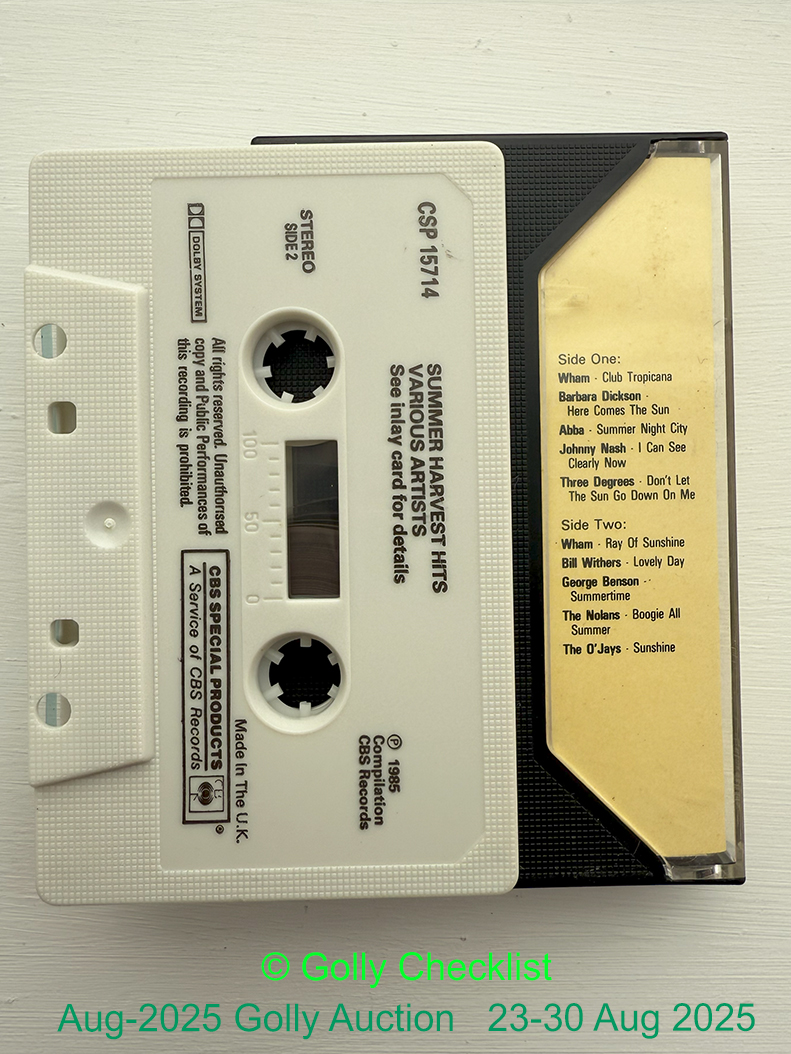 CSP 15714
STEREO
SIDE 2
DOLBY SYSTEM
SUMMER HARVEST HITS
VARIOUS ARTISTS
See inlay card for details
100
50
0
All rights reserved. Unauthorised
copy and Public Performances of
this recording is prohibited.
CBS SPECIAL PRODUCTS
A Service of CBS Records
®
Made In The U.K.
℗ 1985
Compilation
CBS Records
Side One:
Wham · Club Tropicana
Barbara Dickson ·
Here Comes The Sun
Abba · Summer Night City
Johnny Nash · I Can See
Clearly Now
Three Degrees · Don't Let
The Sun Go Down On Me
Side Two:
Wham · Ray Of Sunshine
Bill Withers · Lovely Day
George Benson ·
Summertime
The Nolans · Boogie All
Summer
The O'Jays · Sunshine
© Golly Checklist
Aug-2025 Golly Auction 23-30 Aug 2025